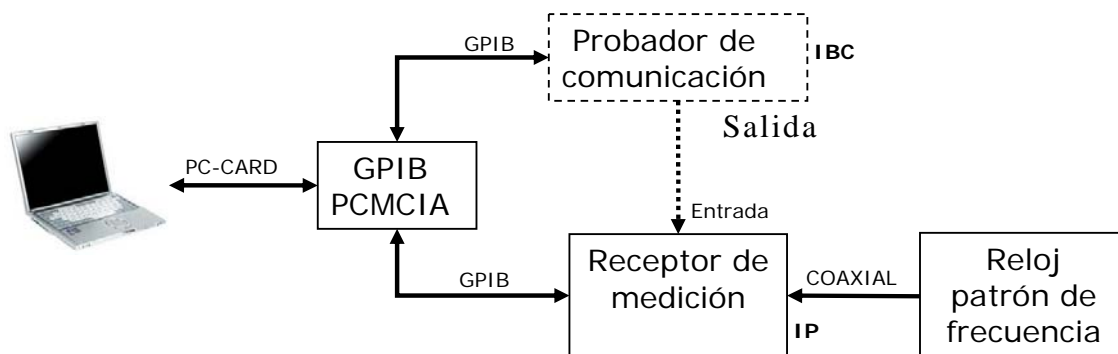 GPIB
Probador de
comunicación
IBC
Salida
PC-CARD
GPIB
PCMCIA
Entrada
GPIB
Receptor de
medición
IP
COAXIAL
Reloj
patrón de
frecuencia